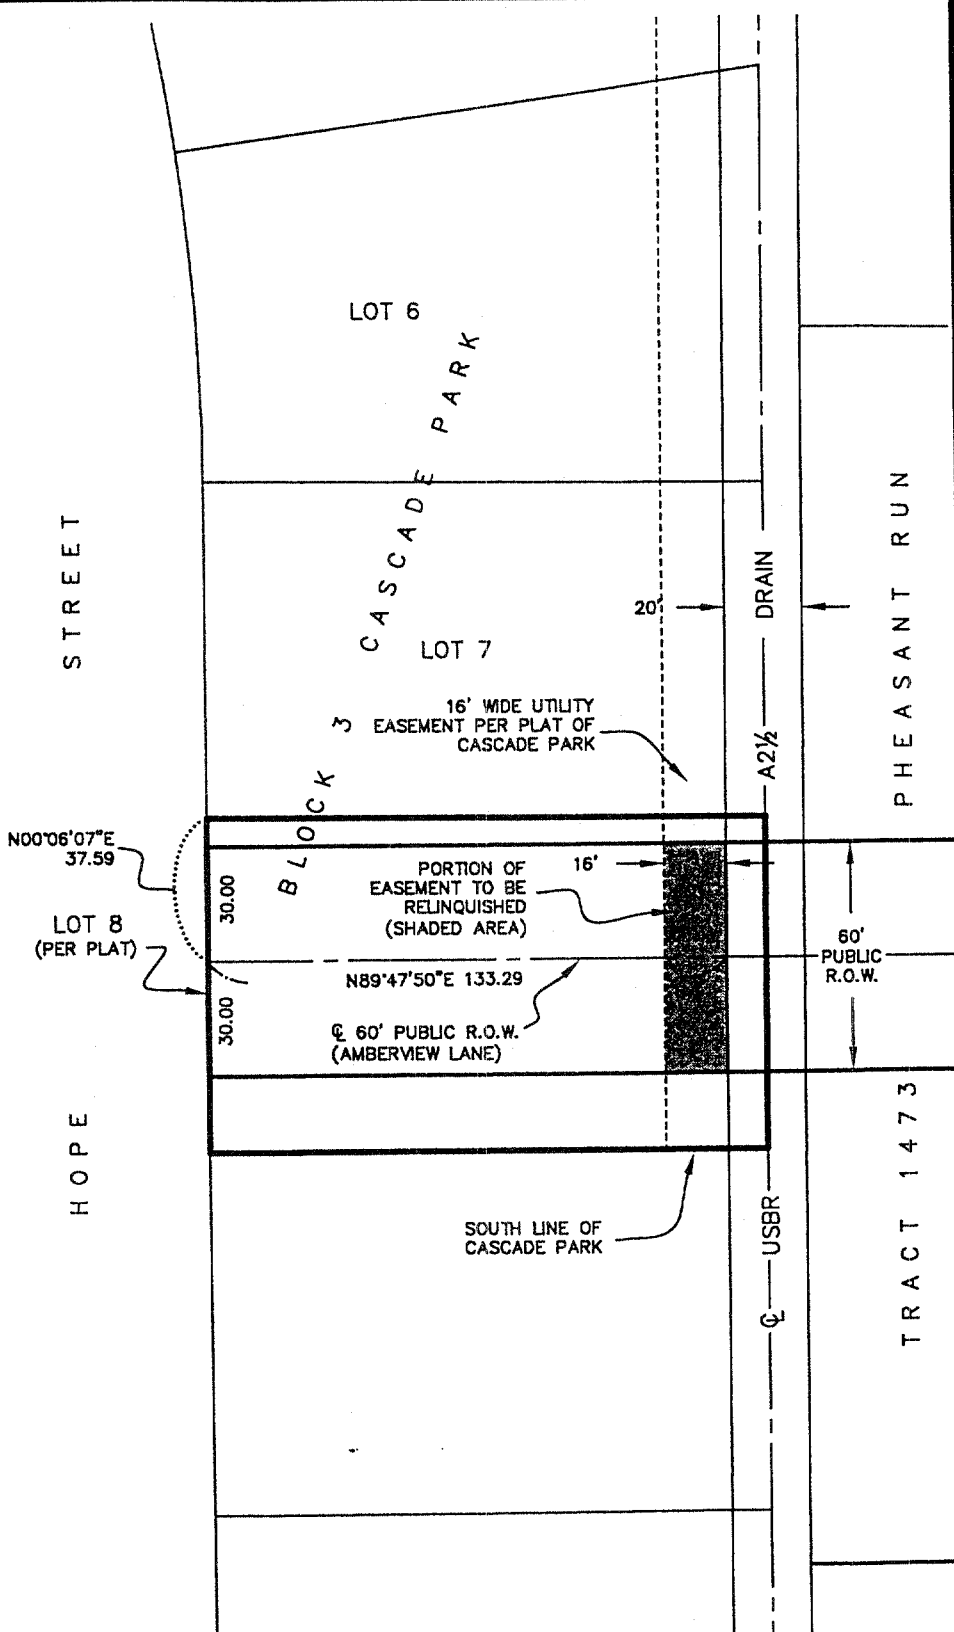 LOT 6
BLOCK 3 CASCADE PARK
HOPE STREET
20'
A2½ DRAIN
PHEASANT RUN
LOT 7
16' WIDE UTILITY
EASEMENT PER PLAT OF
CASCADE PARK
N00°06'07"E
37.59
LOT 8
(PER PLAT)
30.00
30.00
PORTION OF
EASEMENT TO BE
RELINQUISHED
(SHADED AREA)
16'
N89°47'50"E 133.29
℄ 60' PUBLIC R.O.W.
(AMBERVIEW LANE)
60'
PUBLIC
R.O.W.
SOUTH LINE OF
CASCADE PARK
℄ USBR
TRACT 1473